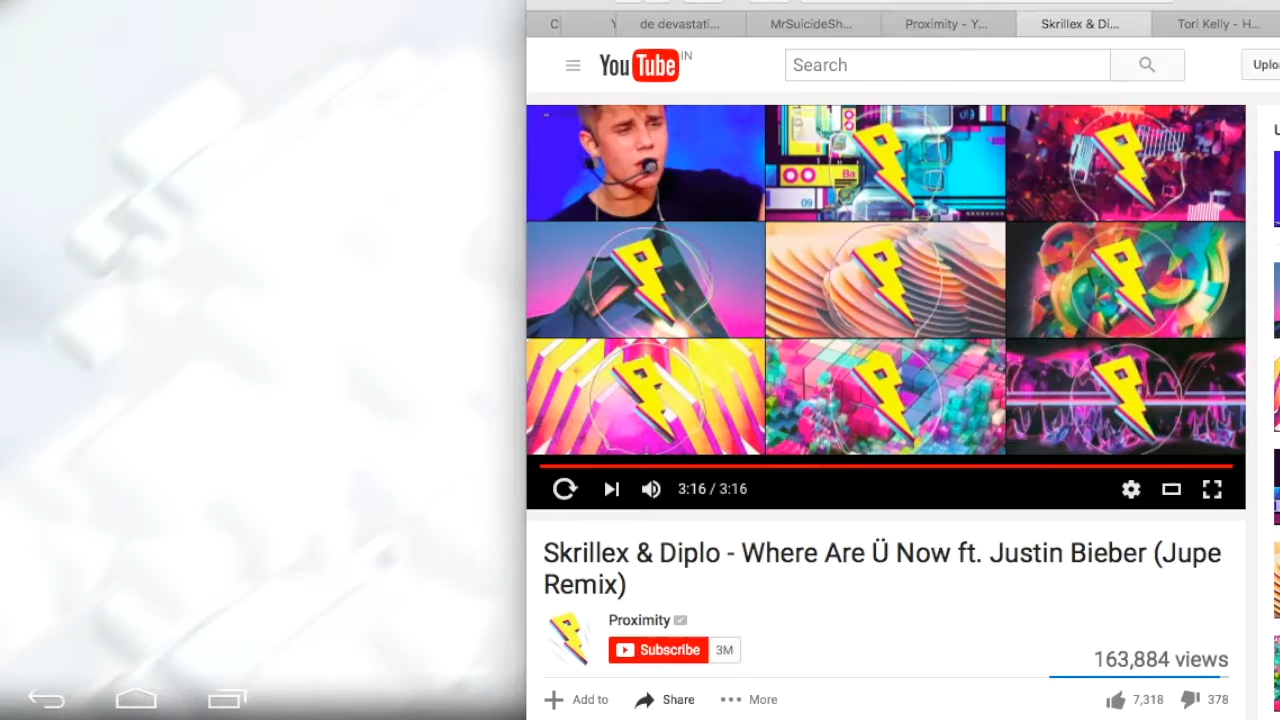 de devastati...
MrSuicideSh...
Proximity - Y...
Skrillex & Di...
Tori Kelly - H...
YouTube IN
Search
Uplo
Ba
09
3:16 / 3:16
Skrillex & Diplo - Where Are Ü Now ft. Justin Bieber (Jupe
Remix)
Proximity
Subscribe 3M
163,884 views
Add to Share More 7,318 378